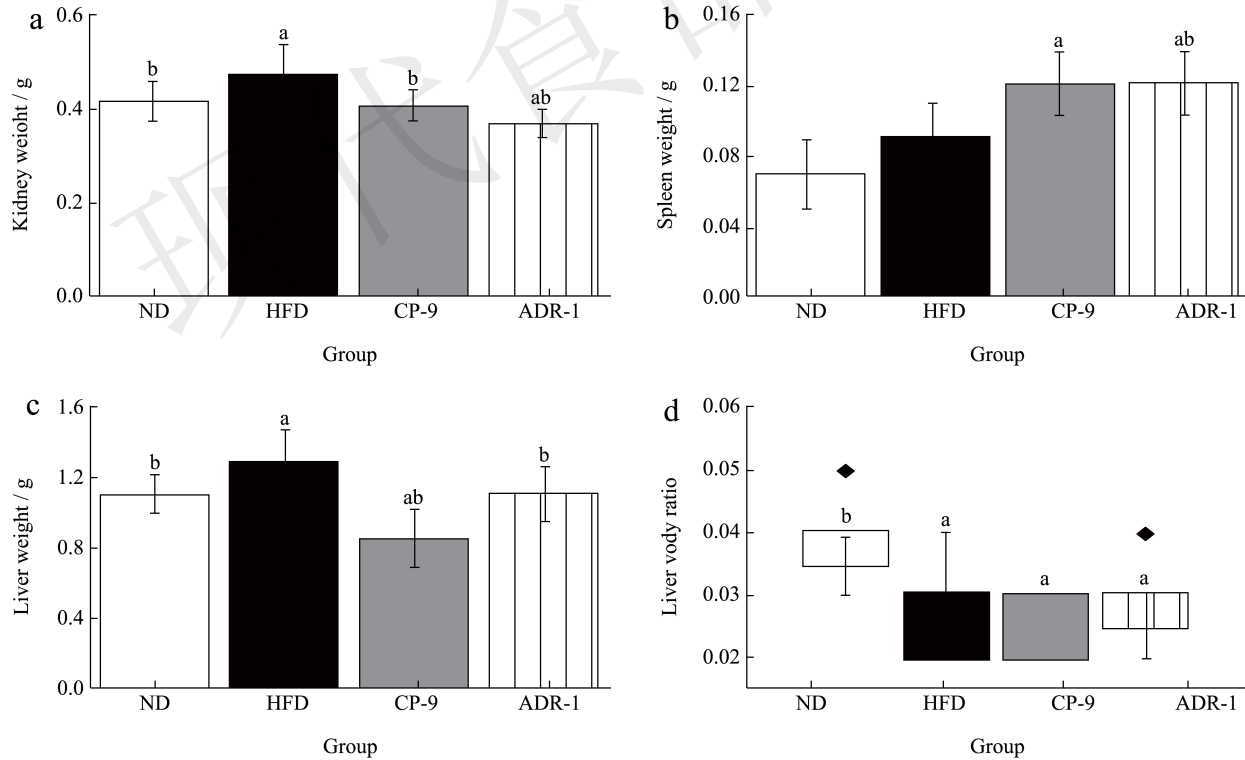 现代食品
a
Kidney weioht / g
0.6
0.4
0.2
0.0
b
a
b
ab
ND HFD CP-9 ADR-1
Group
b
Spleen weight / g
0.16
0.12
0.08
0.04
0.00
a
ab
ND HFD CP-9 ADR-1
Group
c
Liver weight / g
1.6
1.2
0.8
0.4
0.0
b
a
ab
b
ND HFD CP-9 ADR-1
Group
d
Liver vody ratio
0.06
0.05
0.04
0.03
0.02
b
a
a
a
ND HFD CP-9 ADR-1
Group